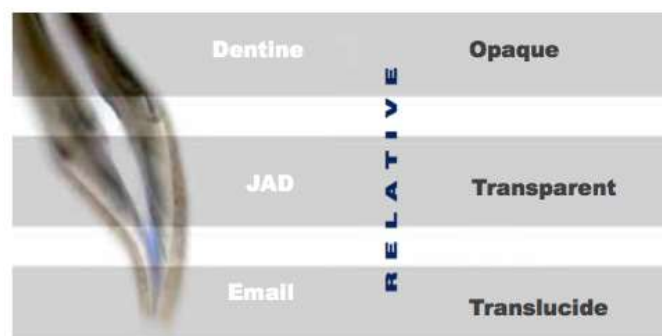 Dentine
Opaque
RELATIVE
JAD
Transparent
Email
Translucide